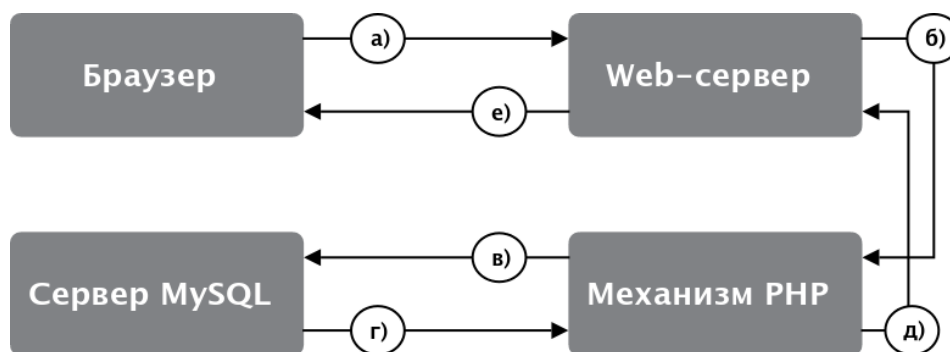 Браузер
а)
Web-сервер
б)
е)
Сервер MySQL
в)
Механизм PHP
г)
д)